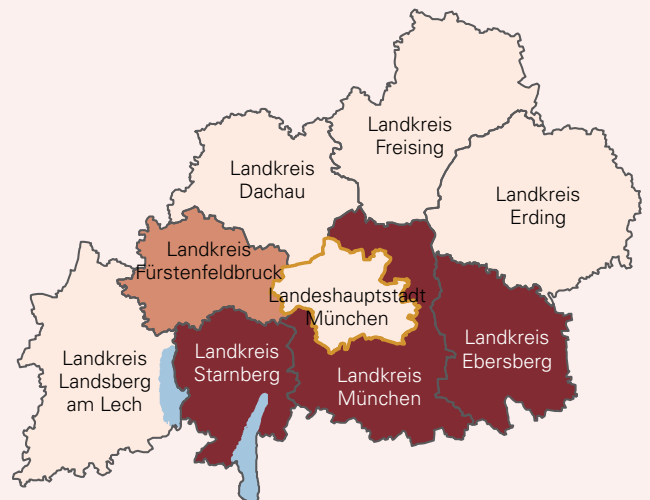 Landkreis
Freising
Landkreis
Dachau
Landkreis
Erding
Landkreis
Fürstenfeldbruck
Landeshauptstadt
München
Landkreis
Starnberg
Landkreis
Ebersberg
Landkreis
Landsberg
am Lech
Landkreis
München